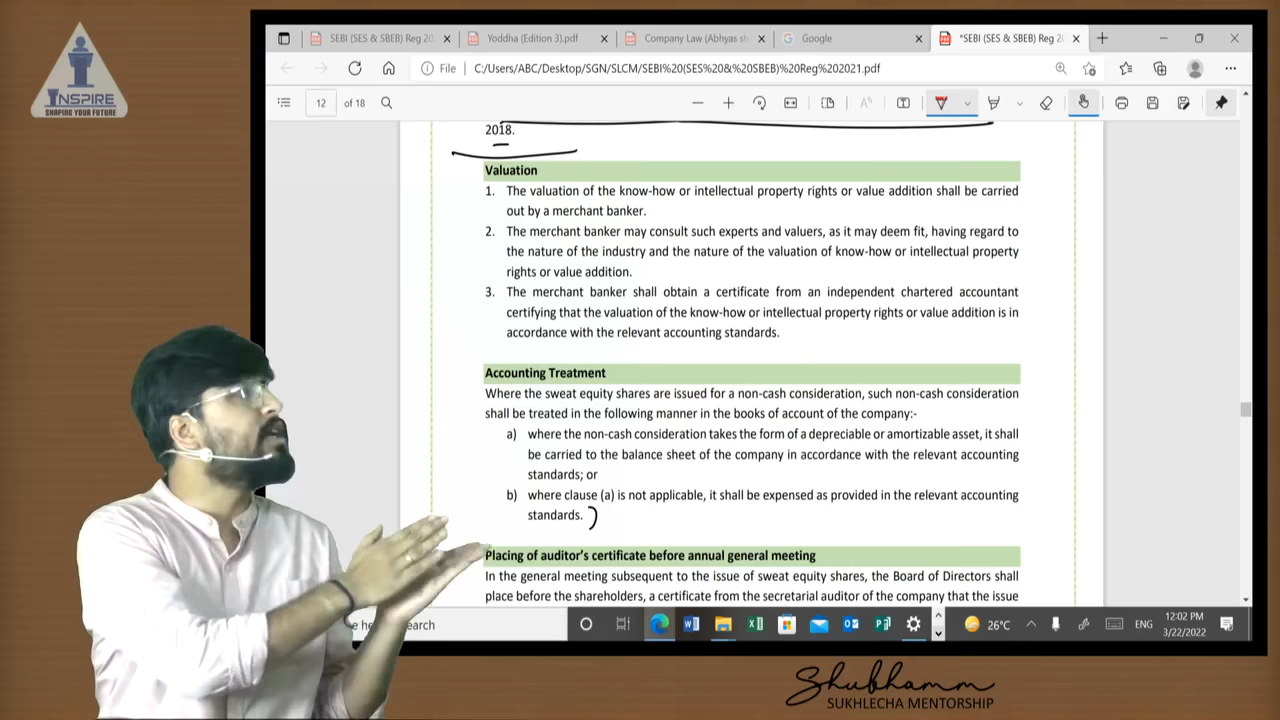 INSPIRE
SHAPING YOUR FUTURE
SEBI (SES & SBEB) Reg 20
Yoddha (Edition 3).pdf
Company Law (Abhyas sh
Google
*SEBI (SES & SBEB) Reg 20
File
C:/Users/ABC/Desktop/SGN/SLCM/SEBI%20(SES%20&%20SBEB)%20Reg%202021.pdf
12 of 18
2018.
Valuation
1. The valuation of the know-how or intellectual property rights or value addition shall be carried
out by a merchant banker.
2. The merchant banker may consult such experts and valuers, as it may deem fit, having regard to
the nature of the industry and the nature of the valuation of know-how or intellectual property
rights or value addition.
3. The merchant banker shall obtain a certificate from an independent chartered accountant
certifying that the valuation of the know-how or intellectual property rights or value addition is in
accordance with the relevant accounting standards.
Accounting Treatment
Where the sweat equity shares are issued for a non-cash consideration, such non-cash consideration
shall be treated in the following manner in the books of account of the company:-
a) where the non-cash consideration takes the form of a depreciable or amortizable asset, it shall
be carried to the balance sheet of the company in accordance with the relevant accounting
standards; or
b) where clause (a) is not applicable, it shall be expensed as provided in the relevant accounting
standards.
Placing of auditor's certificate before annual general meeting
In the general meeting subsequent to the issue of sweat equity shares, the Board of Directors shall
place before the shareholders, a certificate from the secretarial auditor of the company that the issue
e he
earch
26°C
ENG
12:02 PM
3/22/2022
Shubhamm
SUKHLECHA MENTORSHIP